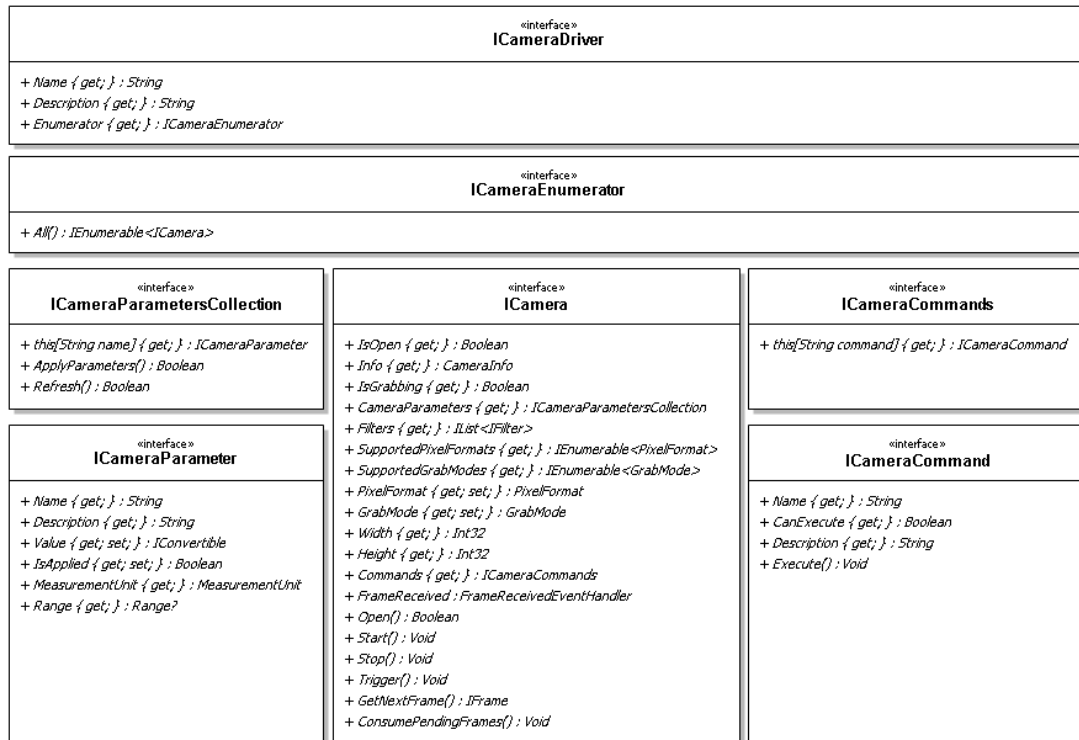 «interface»
ICameraDriver
+ Name { get; } : String
+ Description { get; } : String
+ Enumerator { get; } : ICameraEnumerator
«interface»
ICameraEnumerator
+ All() : IEnumerable<ICamera>
«interface»
ICameraParametersCollection
+ this[String name] { get; } : ICameraParameter
+ ApplyParameters() : Boolean
+ Refresh() : Boolean
«interface»
ICameraParameter
+ Name { get; } : String
+ Description { get; } : String
+ Value { get; set; } : IConvertible
+ IsApplied { get; set; } : Boolean
+ MeasurementUnit { get; } : MeasurementUnit
+ Range { get; } : Range?
«interface»
ICamera
+ IsOpen { get; } : Boolean
+ Info { get; } : CameraInfo
+ IsGrabbing { get; } : Boolean
+ CameraParameters { get; } : ICameraParametersCollection
+ Filters { get; } : IList<IFilter>
+ SupportedPixelFormats { get; } : IEnumerable<PixelFormat>
+ SupportedGrabModes { get; } : IEnumerable<GrabMode>
+ PixelFormat { get; set; } : PixelFormat
+ GrabMode { get; set; } : GrabMode
+ Width { get; } : Int32
+ Height { get; } : Int32
+ Commands { get; } : ICameraCommands
+ FrameReceived : FrameReceivedEventHandler
+ Open() : Boolean
+ Start() : Void
+ Stop() : Void
+ Trigger() : Void
+ GetNextFrame() : IFrame
+ ConsumePendingFrames() : Void
«interface»
ICameraCommands
+ this[String command] { get; } : ICameraCommand
«interface»
ICameraCommand
+ Name { get; } : String
+ CanExecute { get; } : Boolean
+ Description { get; } : String
+ Execute() : Void